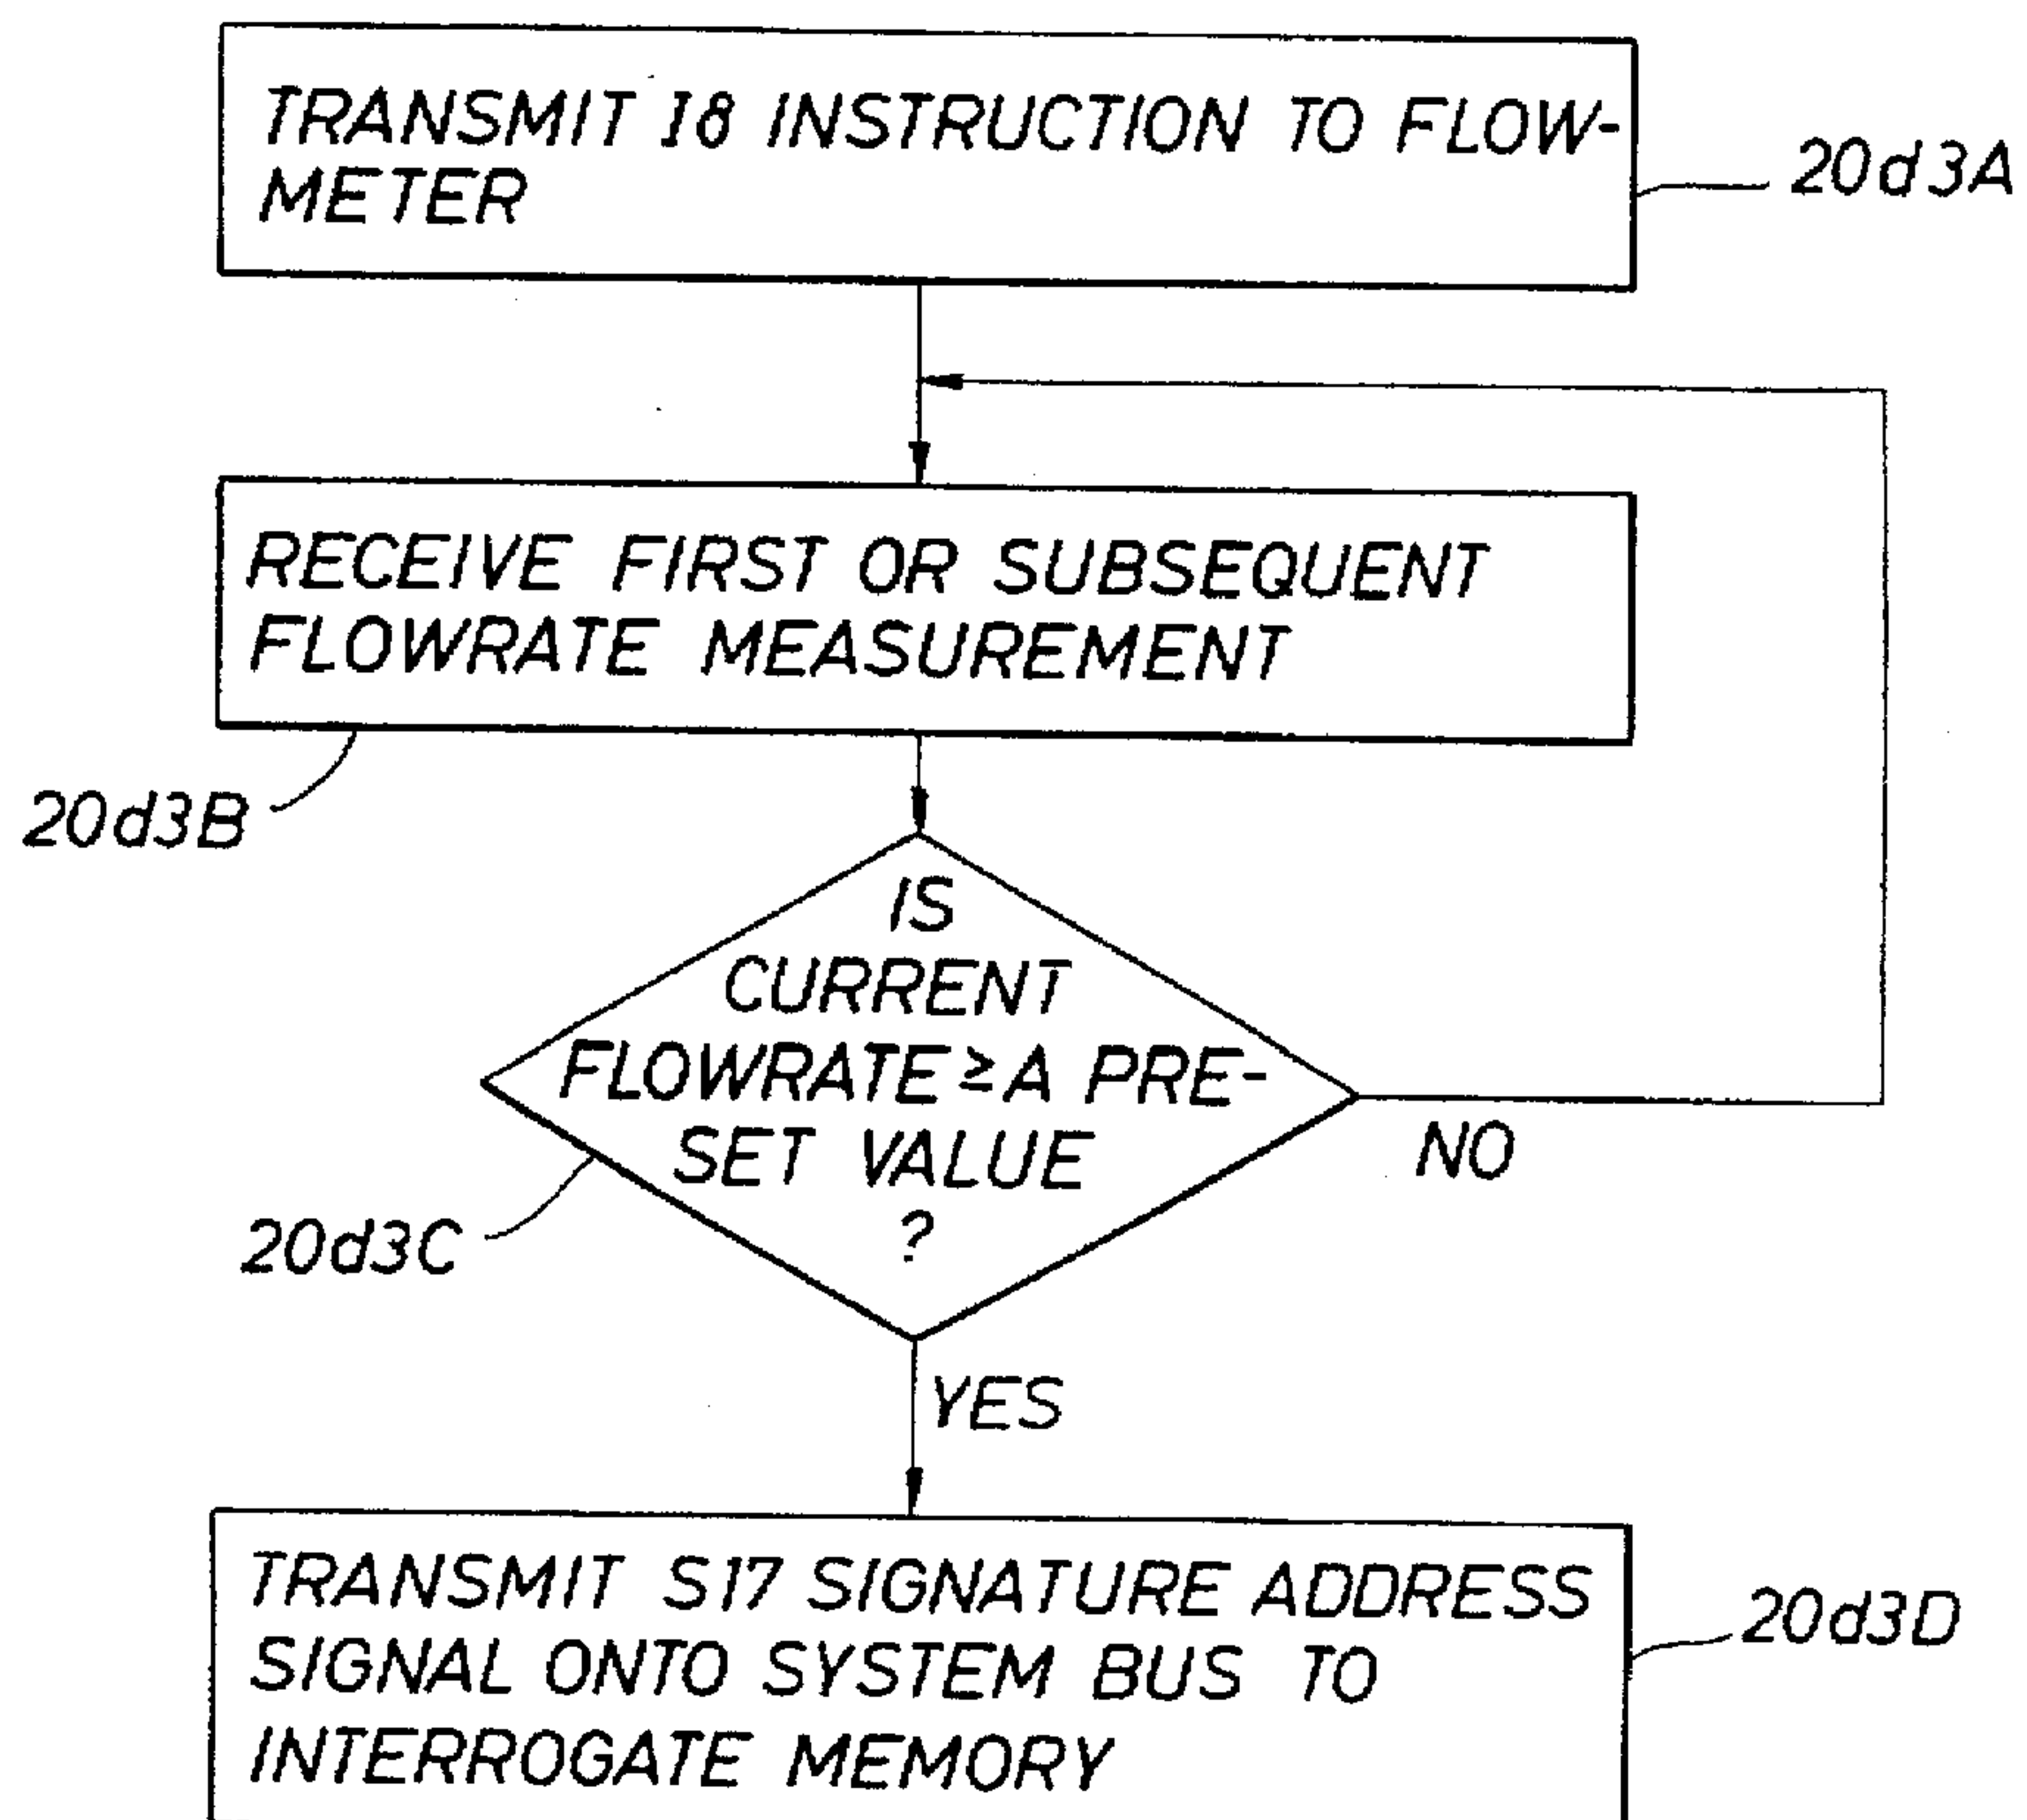 TRANSMIT I8 INSTRUCTION TO FLOW-
METER
20d3A
RECEIVE FIRST OR SUBSEQUENT
FLOWRATE MEASUREMENT
20d3B
IS
CURRENT
FLOWRATE ≥ A PRE-
SET VALUE
?
NO
20d3C
YES
TRANSMIT S17 SIGNATURE ADDRESS
SIGNAL ONTO SYSTEM BUS TO
INTERROGATE MEMORY
20d3D